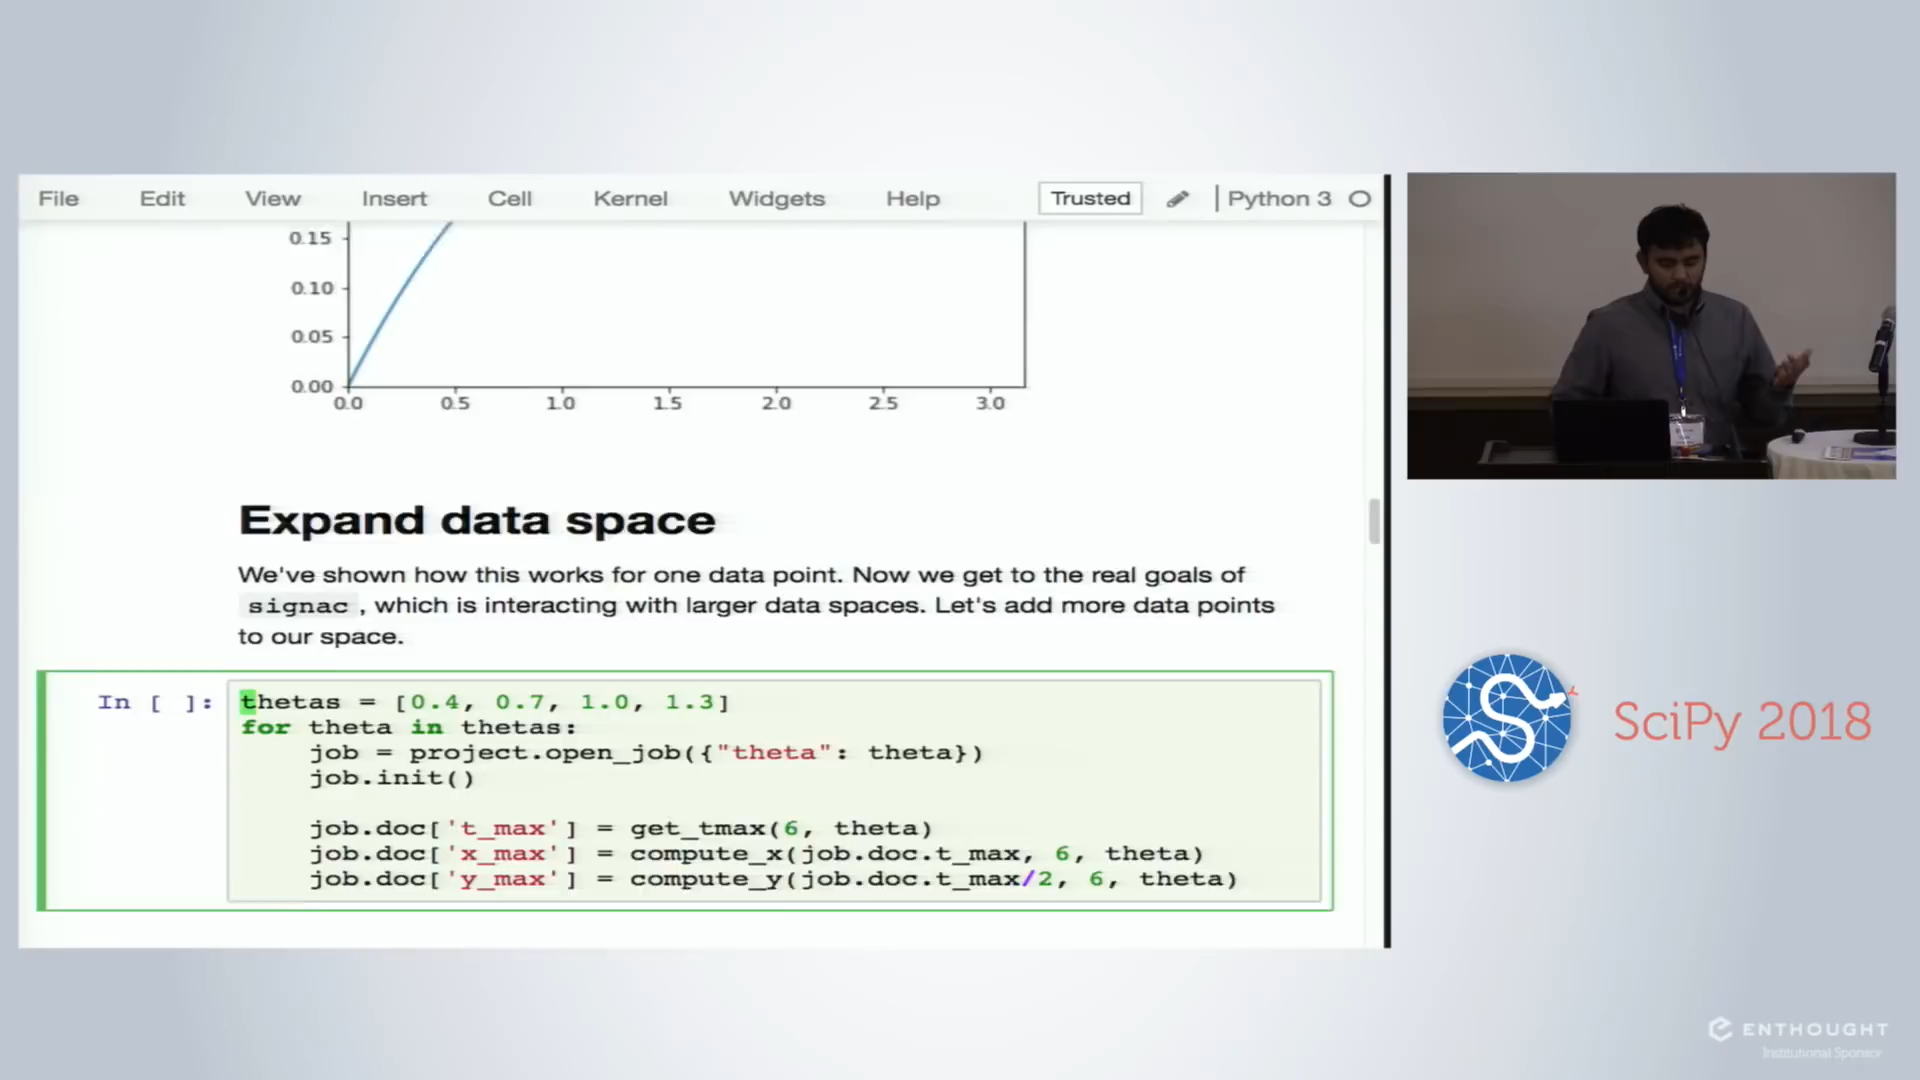 File Edit View Insert Cell Kernel Widgets Help Trusted Python 3
0.15
0.10
0.05
0.00
0.0 0.5 1.0 1.5 2.0 2.5 3.0
Expand data space
We've shown how this works for one data point. Now we get to the real goals of
signac , which is interacting with larger data spaces. Let's add more data points
to our space.
In [ ]: thetas = [0.4, 0.7, 1.0, 1.3]
for theta in thetas:
    job = project.open_job({"theta": theta})
    job.init()
    job.doc['t_max'] = get_tmax(6, theta)
    job.doc['x_max'] = compute_x(job.doc.t_max, 6, theta)
    job.doc['y_max'] = compute_y(job.doc.t_max/2, 6, theta)
SciPy 2018
ENTHOUGHT
Institutional Sponsor